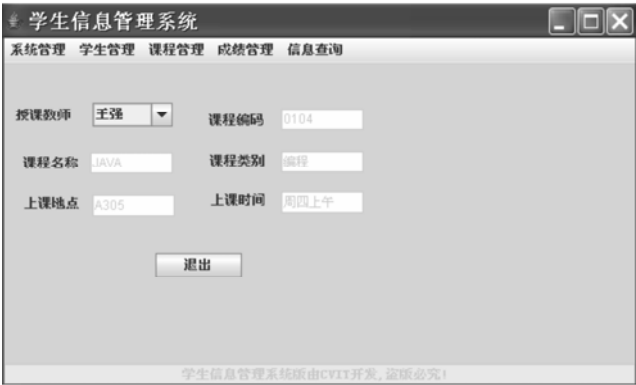 学生信息管理系统
系统管理 学生管理 课程管理 成绩管理 信息查询
授课教师 王强 课程编码 0104
课程名称 JAVA 课程类别 编程
上课地点 A305 上课时间 周四上午
退出
学生信息管理系统版由CVIT开发,盗版必究!